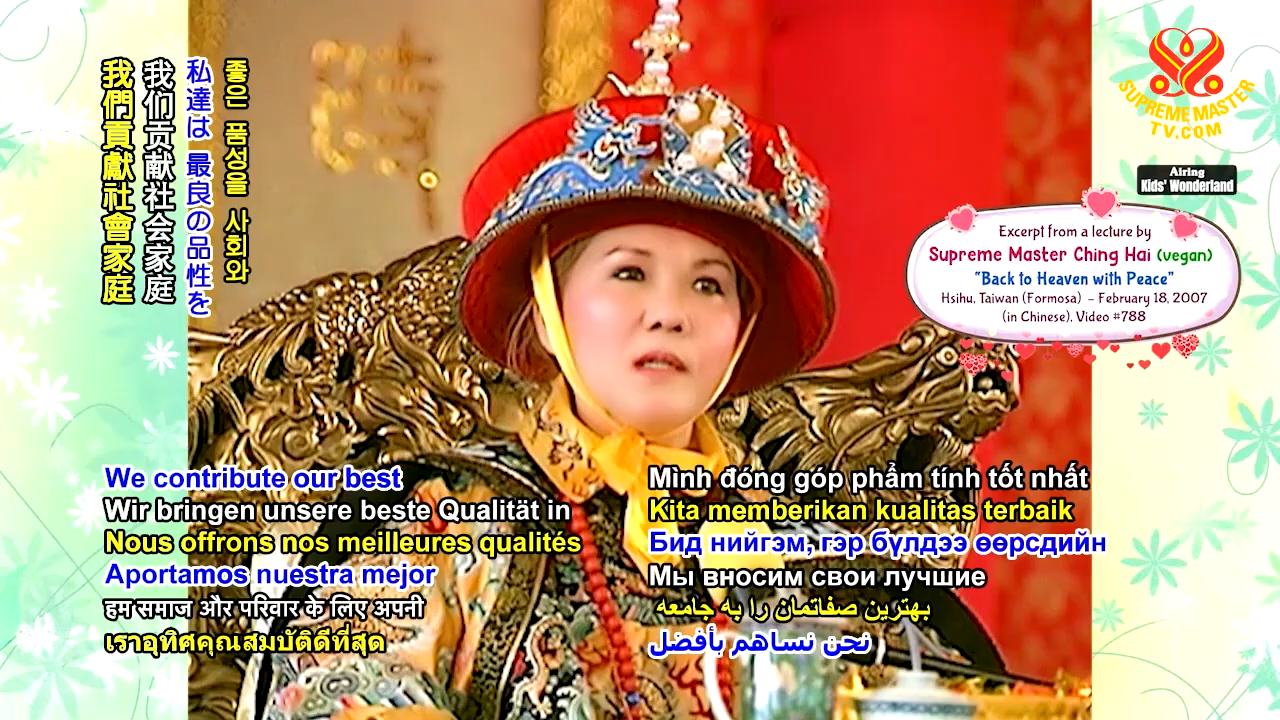 我們貢獻社會家庭
我们贡献社会家庭
私達は 最良の品性を
좋은 품성을 사회와
SUPREME MASTER
TV.COM
Airing
Kids' Wonderland
Excerpt from a lecture by
Supreme Master Ching Hai (vegan)
"Back to Heaven with Peace"
Hsihu, Taiwan (Formosa) – February 18, 2007
(in Chinese), Video #788
We contribute our best
Wir bringen unsere beste Qualität in
Nous offrons nos meilleures qualités
Aportamos nuestra mejor
हम समाज और परिवार के लिए अपनी
เราอุทิศคุณสมบัติดีที่สุด
Mình đóng góp phẩm tính tốt nhất
Kita memberikan kualitas terbaik
Бид нийгэм, гэр бүлдээ өөрсдийн
Мы вносим свои лучшие
بهترین صفاتمان را به جامعه
نحن نساهم بأفضل